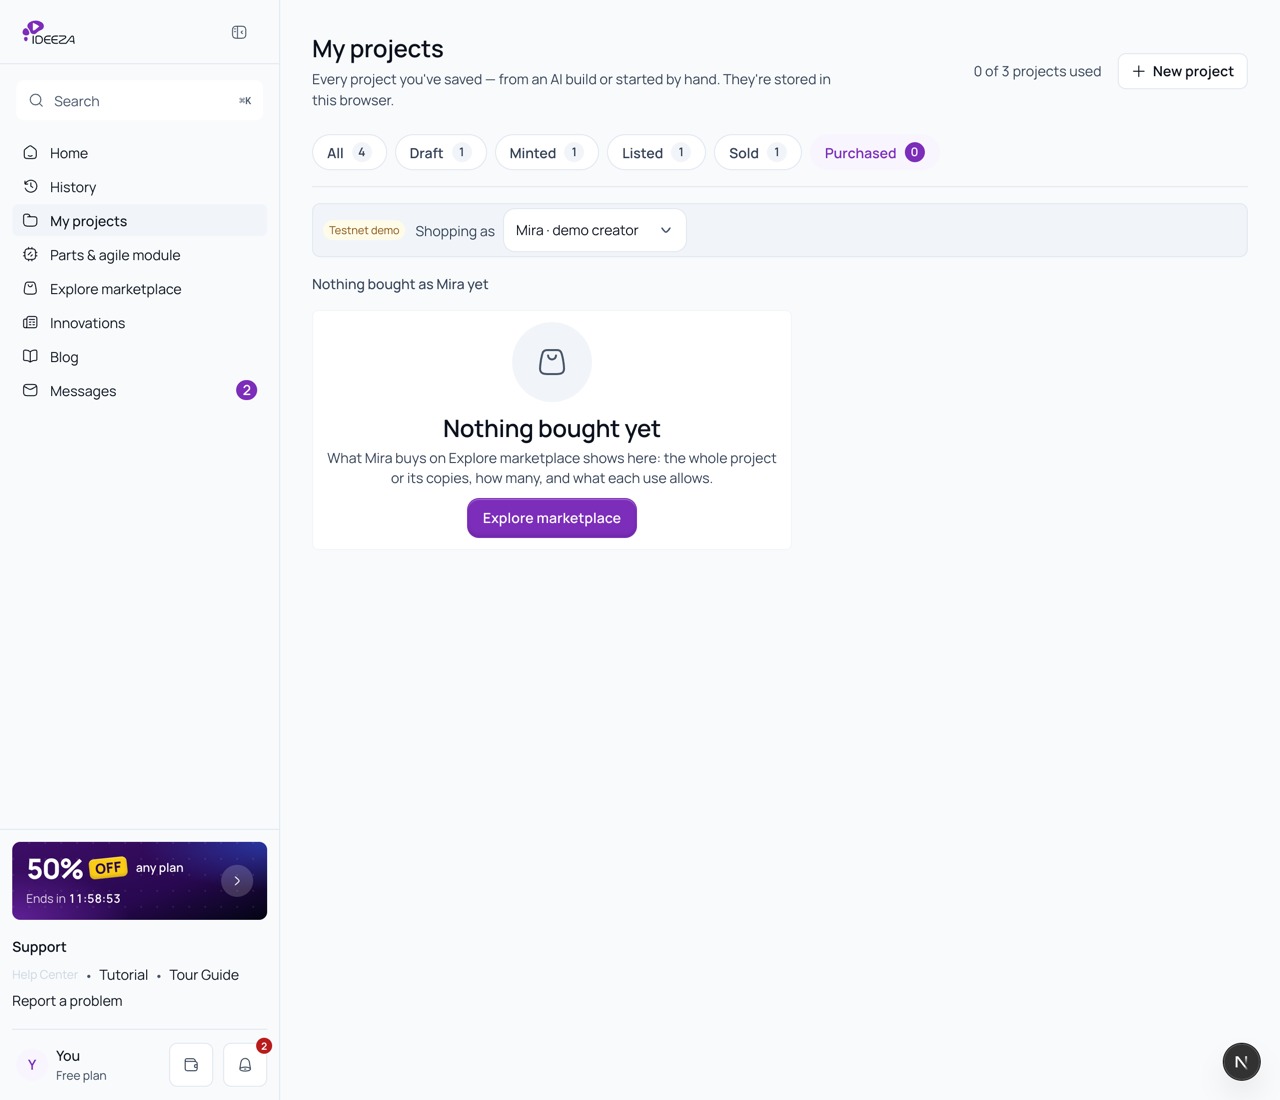 IDEEZA
Search
⌘K
Home
History
My projects
Parts & agile module
Explore marketplace
Innovations
Blog
Messages
2
50% OFF any plan
Ends in 11:58:53
Support
Help Center • Tutorial • Tour Guide
Report a problem
Y
You
Free plan
2
My projects
Every project you've saved — from an AI build or started by hand. They're stored in
this browser.
0 of 3 projects used
New project
All 4
Draft 1
Minted 1
Listed 1
Sold 1
Purchased 0
Testnet demo
Shopping as
Mira · demo creator
Nothing bought as Mira yet
Nothing bought yet
What Mira buys on Explore marketplace shows here: the whole project
or its copies, how many, and what each use allows.
Explore marketplace
N